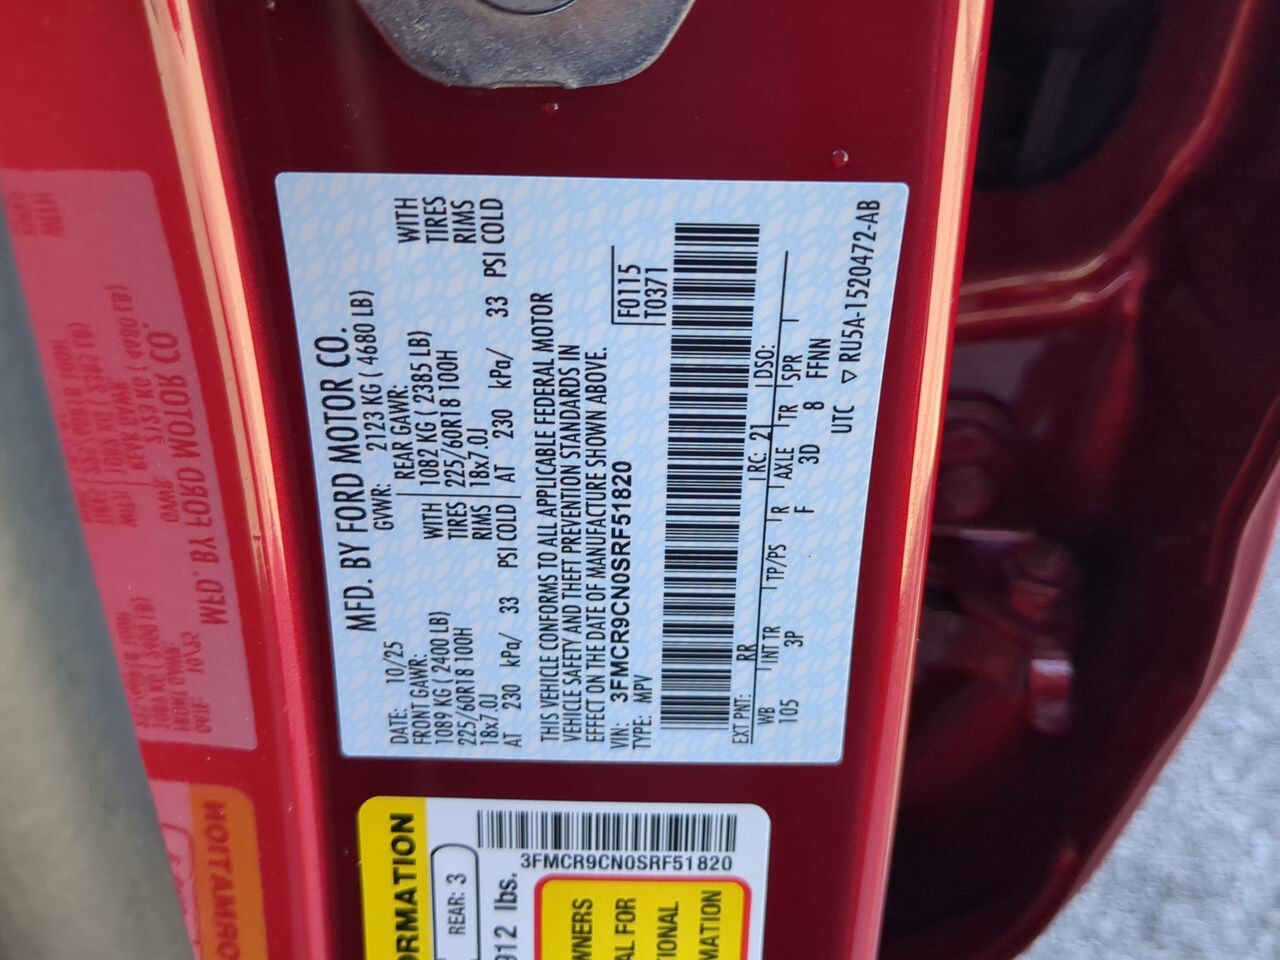 MFD. BY FORD MOTOR CO.
DATE: 10/25
GVWR: 2123 KG ( 4680 LB)
FRONT GAWR:
1089 KG ( 2400 LB)
WITH
225/60R18 100H
TIRES
18x7.0J
RIMS
AT 230 kPa/ 33 PSI COLD
REAR GAWR:
1082 KG ( 2385 LB)
WITH
225/60R18 100H
TIRES
18x7.0J
RIMS
AT 230 kPa/ 33 PSI COLD
THIS VEHICLE CONFORMS TO ALL APPLICABLE FEDERAL MOTOR
VEHICLE SAFETY AND THEFT PREVENTION STANDARDS IN
EFFECT ON THE DATE OF MANUFACTURE SHOWN ABOVE.
VIN: 3FMCR9CN0SRF51820
TYPE: MPV
F0115
T0371
EXT PNT: RR RC: 21 DSO:
WB INT TR TP/PS R AXLE TR SPR
105 3P F 3D 8 FFNN
UTC ▽ RU5A-1520472-AB
ORMATION
REAR: 3
912 lbs.
3FMCR9CN0SRF51820
WNERS
AL FOR
TIONAL
MATION